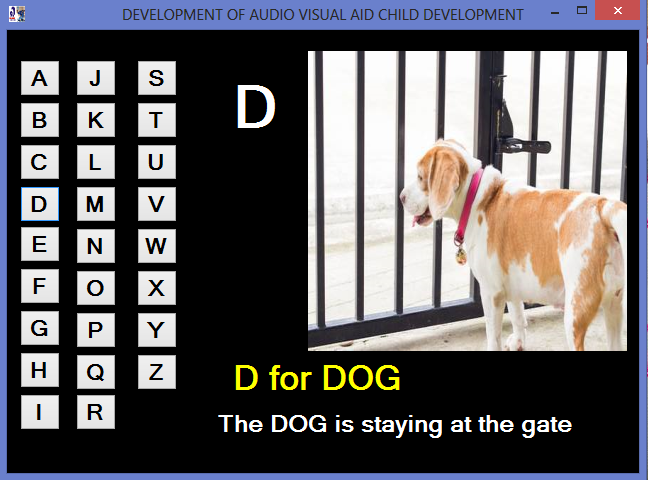 DEVELOPMENT OF AUDIO VISUAL AID CHILD DEVELOPMENT
A J S
B K T
C L U
D M V
E N W
F O X
G P Y
H Q Z
I R
D
D for DOG
The DOG is staying at the gate